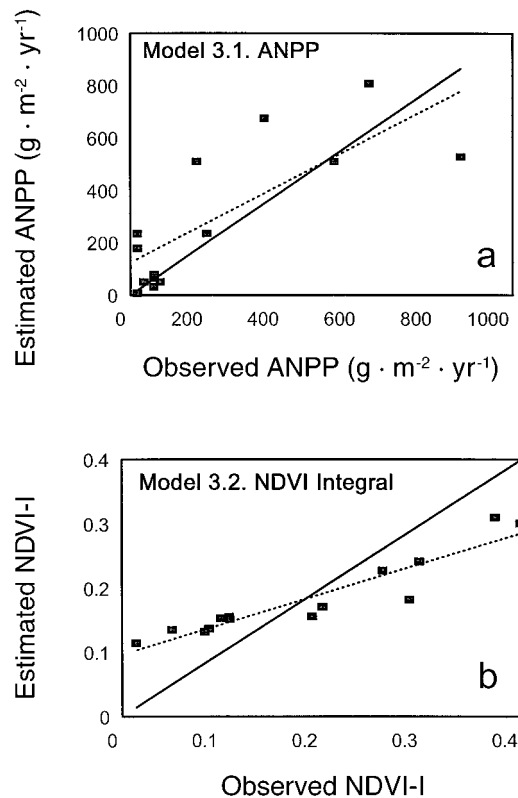 Model 3.1. ANPP
Estimated ANPP (g · m⁻² · yr⁻¹)
1000
800
600
400
200
0
a
0 200 400 600 800 1000
Observed ANPP (g · m⁻² · yr⁻¹)
Model 3.2. NDVI Integral
Estimated NDVI-I
0.4
0.3
0.2
0.1
0
b
0 0.1 0.2 0.3 0.4
Observed NDVI-I